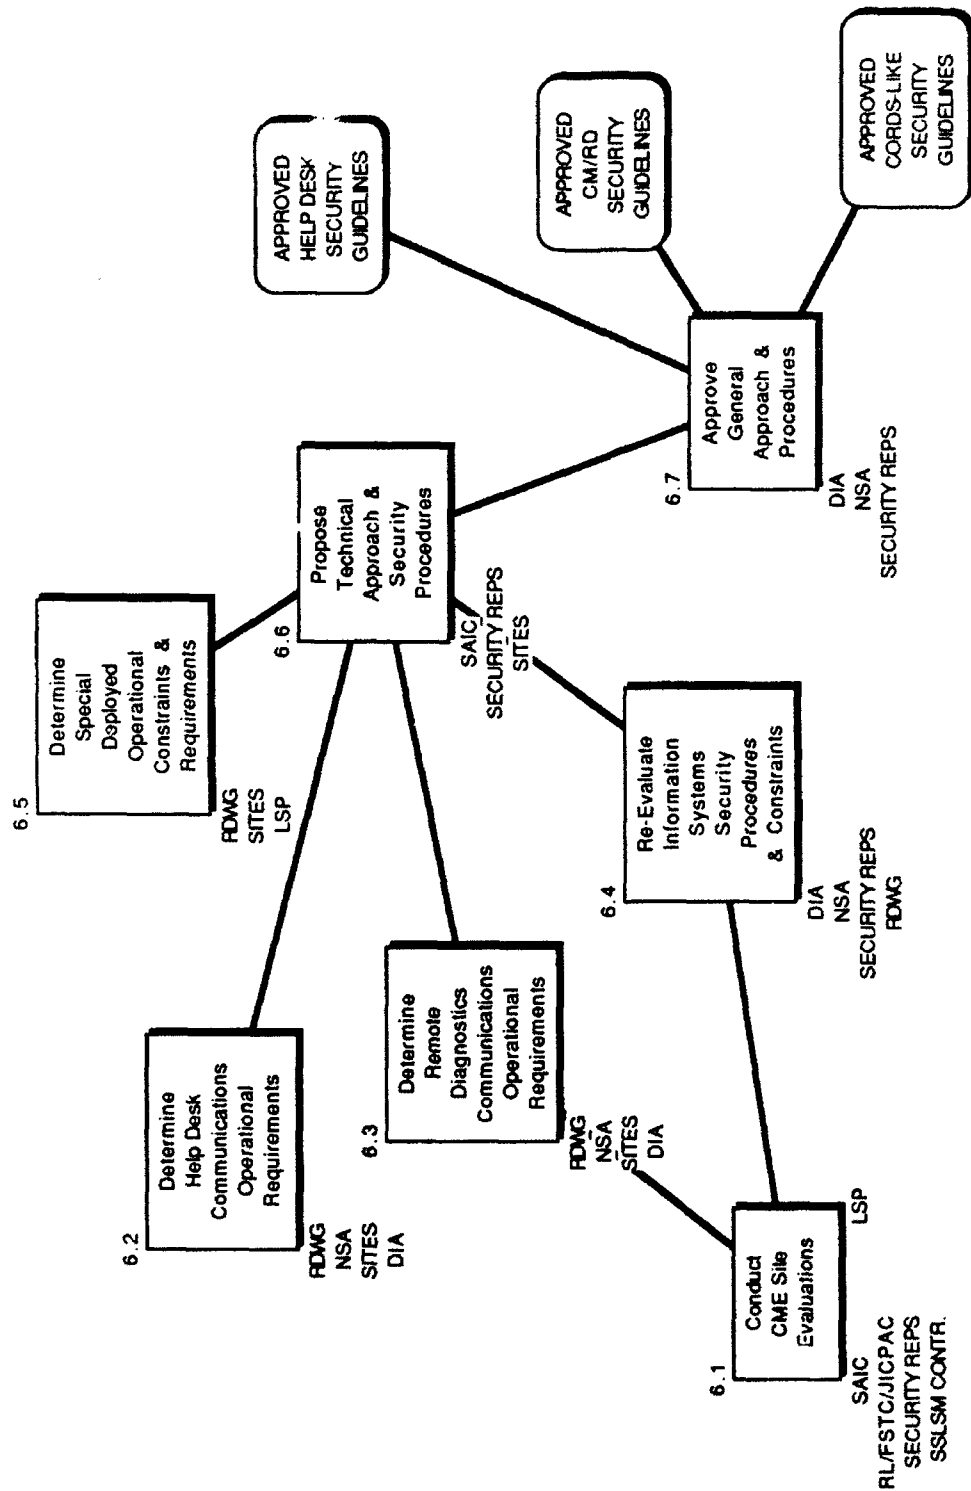 6.1
Conduct
CME Site
Evaluations
SAIC
LSP
RL/FSTC/JICPAC
SECURITY REPS
SSLSM CONTR.
6.2
Determine
Help Desk
Communications
Operational
Requirements
RDWG
NSA
SITES
DIA
6.3
Determine
Remote
Diagnostics
Communications
Operational
Requirements
RDWG
NSA
SITES
DIA
6.4
Re-Evaluate
Information
Systems
Security
Procedures
& Constraints
DIA
NSA
SECURITY REPS
RDWG
6.5
Determine
Special
Deployed
Operational
Constraints &
Requirements
RDWG
SITES
LSP
6.6
Propose
Technical
Approach &
Security
Procedures
SAIC
SECURITY REPS
SITES
6.7
Approve
General
Approach &
Procedures
DIA
NSA
SECURITY REPS
APPROVED
HELP DESK
SECURITY
GUIDELINES
APPROVED
CM/RD
SECURITY
GUIDELINES
APPROVED
CORDS-LIKE
SECURITY
GUIDELINES